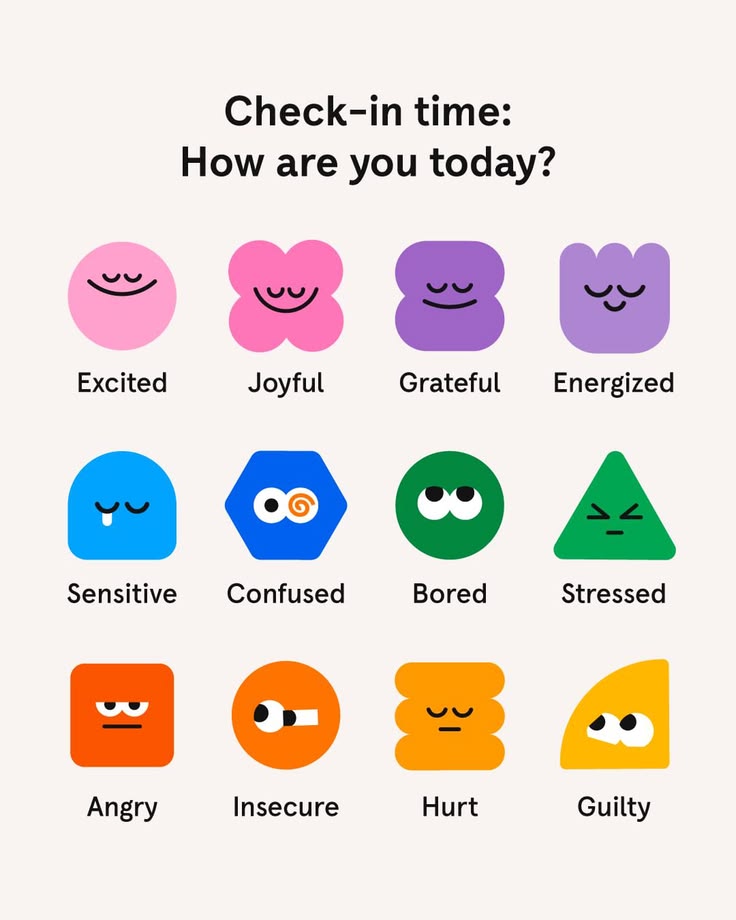 Check-in time:
How are you today?
Excited
Joyful
Grateful
Energized
Sensitive
Confused
Bored
Stressed
Angry
Insecure
Hurt
Guilty